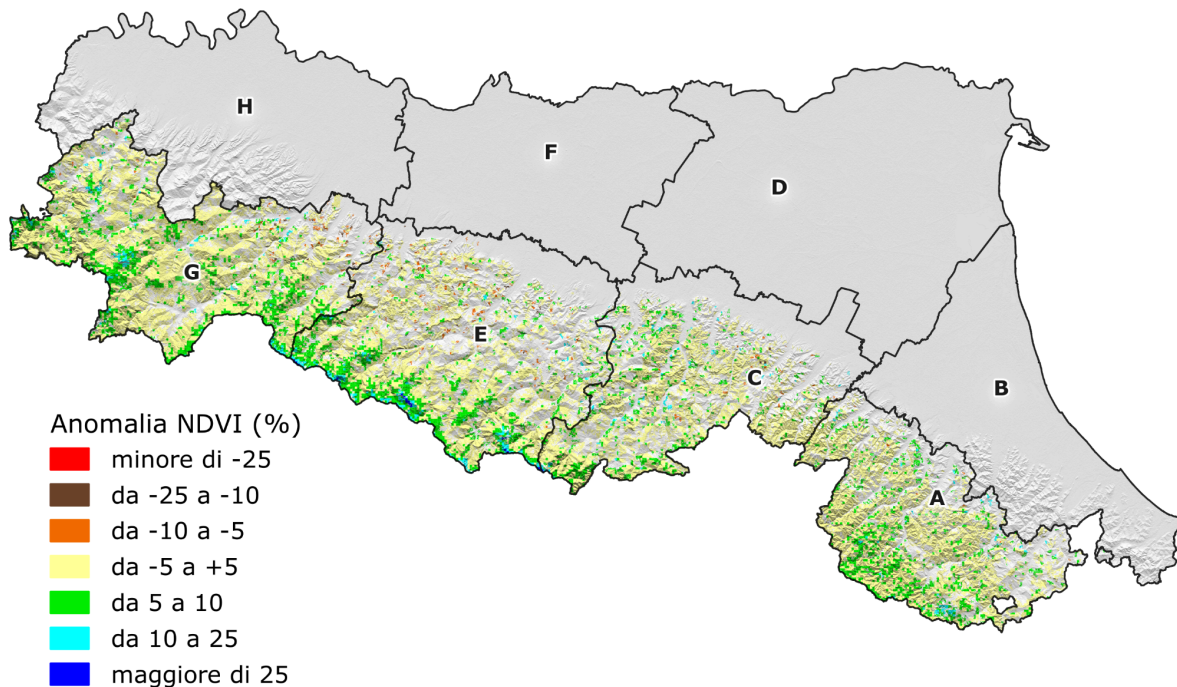 H
F
D
G
E
C
B
A
Anomalia NDVI (%)
minore di -25
da -25 a -10
da -10 a -5
da -5 a +5
da 5 a 10
da 10 a 25
maggiore di 25